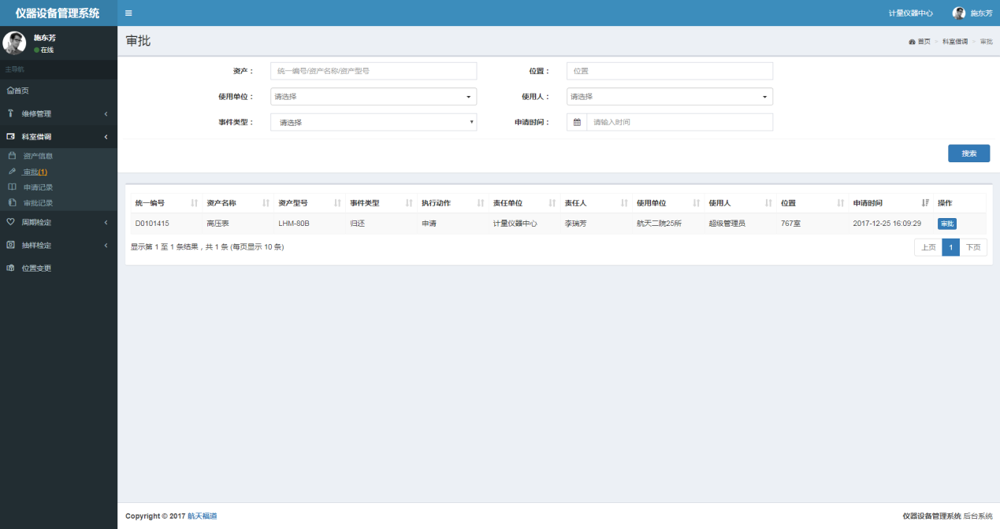 仪器设备管理系统
计量仪器中心 施东芳
施东芳
在线
主导航
首页
维修管理
科室借调
资产信息
审批(1)
申请记录
审批记录
周期检定
抽样检定
位置变更
审批
首页 科室借调 审批
资产： 统一编号/资产名称/资产型号 位置： 位置
使用单位： 请选择 使用人： 请选择
事件类型： 请选择 申请时间： 请输入时间
搜索
统一编号 资产名称 资产型号 事件类型 执行动作 责任单位 责任人 使用单位 使用人 位置 申请时间 操作
D0101415 高压表 LHM-80B 归还 申请 计量仪器中心 李瑞芳 航天二院25所 超级管理员 767室 2017-12-25 16:09:29 审批
显示第 1 至 1 条结果，共 1 条 (每页显示 10 条) 上页 1 下页
Copyright © 2017 航天福道 仪器设备管理系统 后台系统